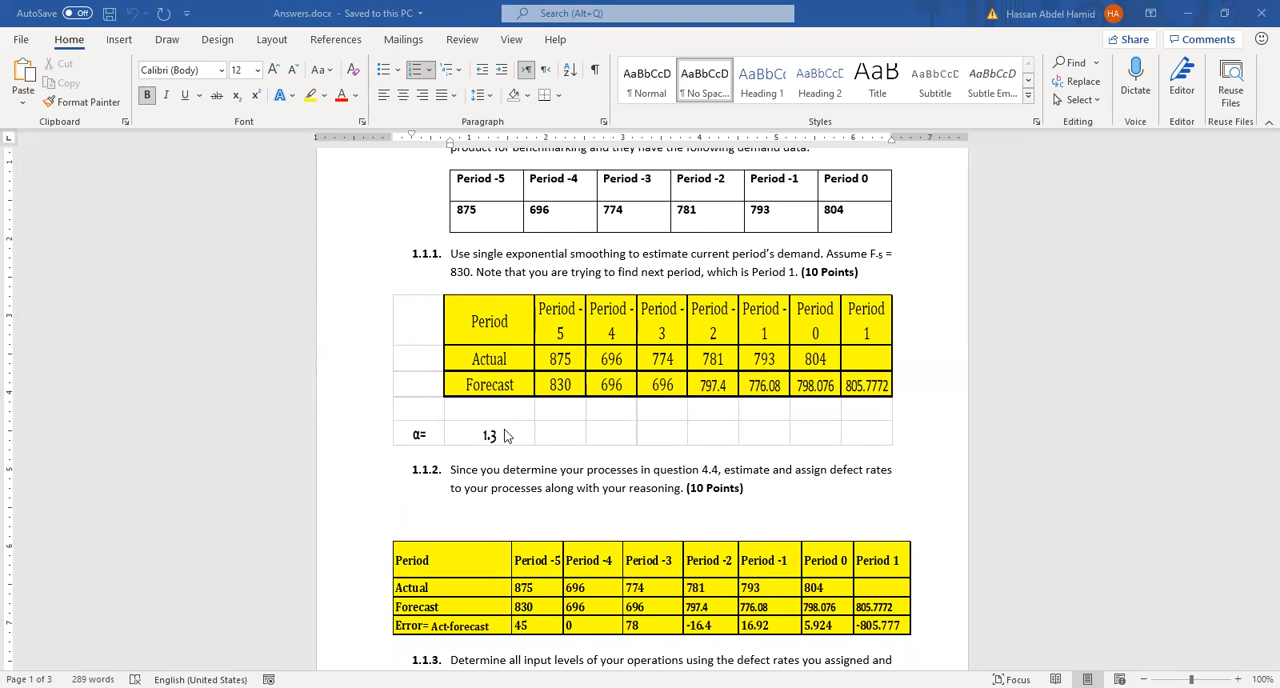 AutoSave Off Answers.docx - Saved to this PC Search (Alt+Q) Hassan Abdel Hamid HA
File Home Insert Draw Design Layout References Mailings Review View Help Share Comments
Paste Cut Copy Format Painter
Calibri (Body) 12
Clipboard Font Paragraph Styles Editing Voice Editor Reuse Files
AaBbCcD AaBbCcD AaBbC AaBbCcC AaB AaBbCcD AaBbCcD
¶ Normal ¶ No Spac... Heading 1 Heading 2 Title Subtitle Subtle Em...
Find Replace Select Dictate Editor Reuse Files
product for benchmarking and they have the following demand data.
Period -5 Period -4 Period -3 Period -2 Period -1 Period 0
875 696 774 781 793 804
1.1.1. Use single exponential smoothing to estimate current period's demand. Assume F-5 =
830. Note that you are trying to find next period, which is Period 1. (10 Points)
Period Period -5 Period -4 Period -3 Period -2 Period -1 Period 0 Period 1
Actual 875 696 774 781 793 804
Forecast 830 696 696 797.4 776.08 798.076 805.7772
α= 1.3
1.1.2. Since you determine your processes in question 4.4, estimate and assign defect rates
to your processes along with your reasoning. (10 Points)
Period Period -5 Period -4 Period -3 Period -2 Period -1 Period 0 Period 1
Actual 875 696 774 781 793 804
Forecast 830 696 696 797.4 776.08 798.076 805.7772
Error= Act-forecast 45 0 78 -16.4 16.92 5.924 -805.777
1.1.3. Determine all input levels of your operations using the defect rates you assigned and
Page 1 of 3 289 words English (United States) Focus 100%